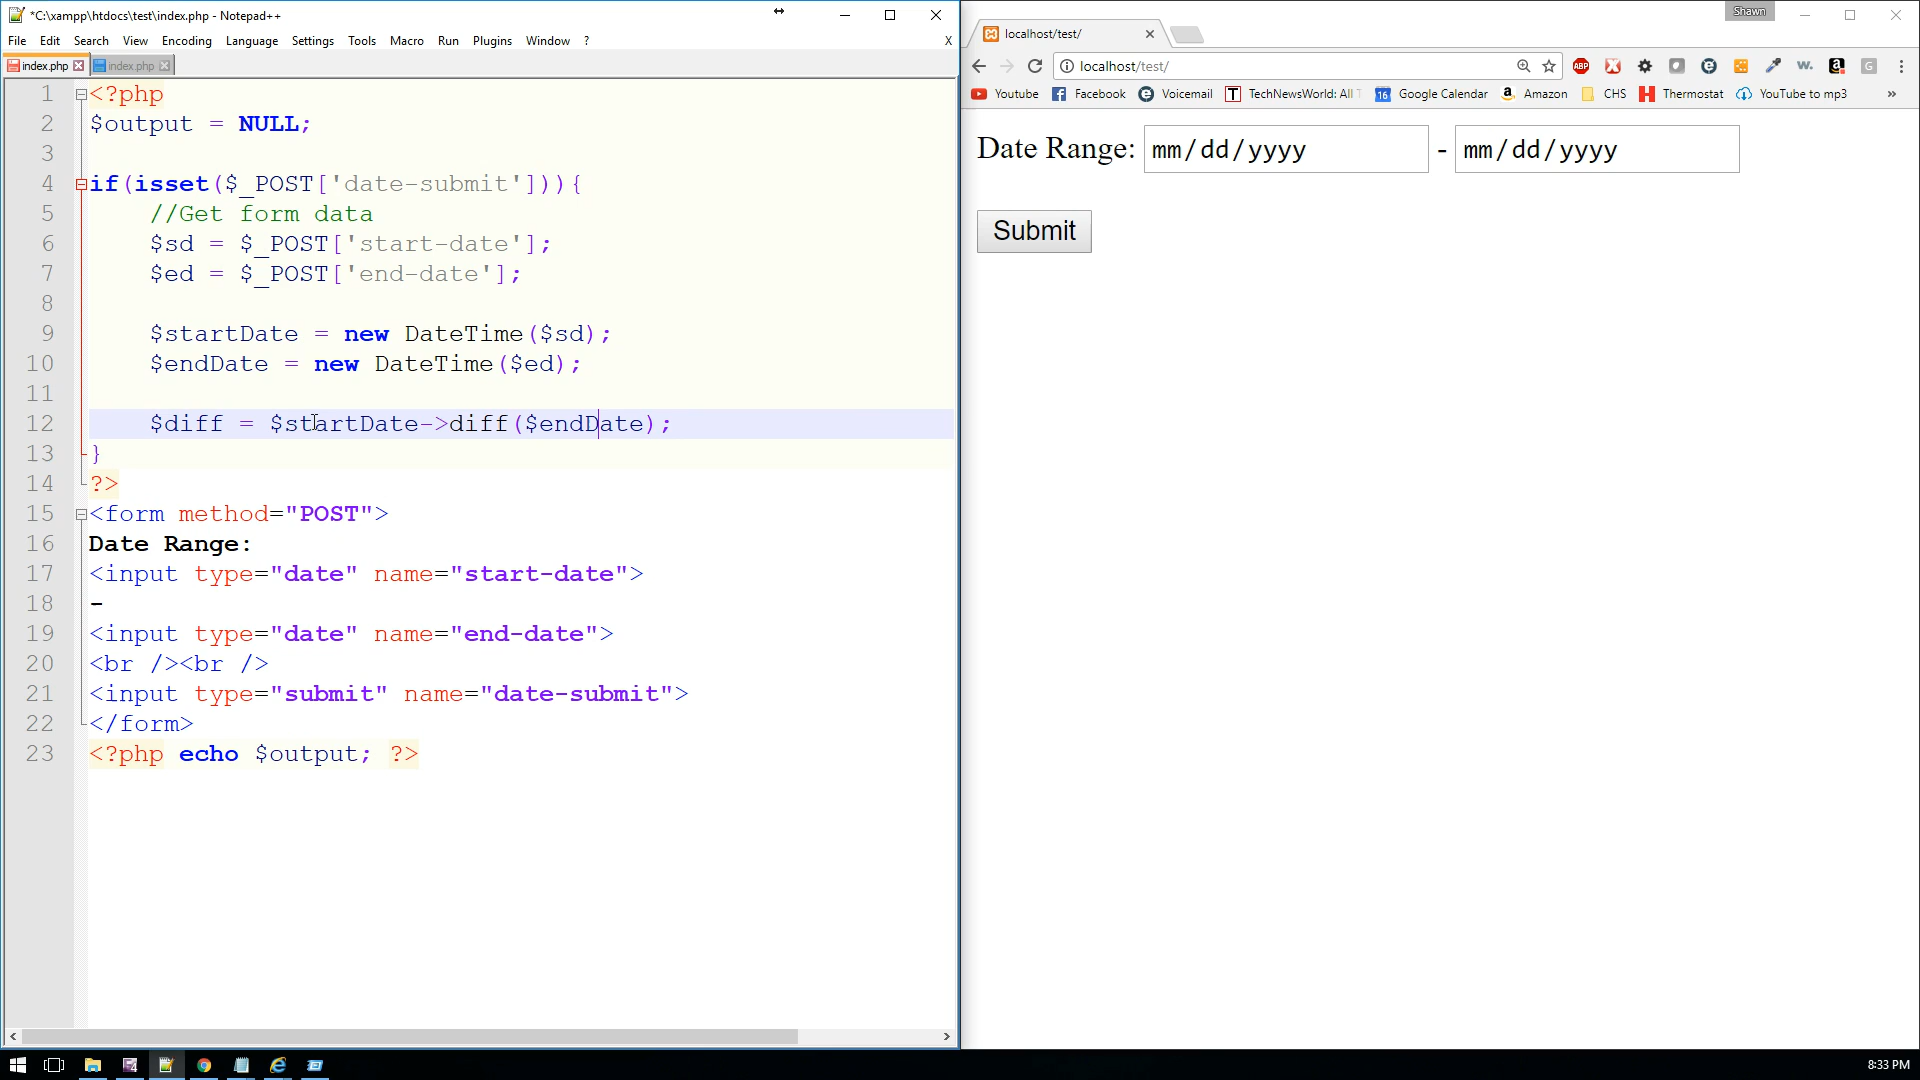 *C:\xampp\htdocs\test\index.php - Notepad++
File Edit Search View Encoding Language Settings Tools Macro Run Plugins Window ? X
index.php index.php
1 <?php
2 $output = NULL;
3
4 if(isset($_POST['date-submit'])){
5 //Get form data
6 $sd = $_POST['start-date'];
7 $ed = $_POST['end-date'];
8
9 $startDate = new DateTime($sd);
10 $endDate = new DateTime($ed);
11
12 $diff = $startDate->diff($endDate);
13 }
14 ?>
15 <form method="POST">
16 Date Range:
17 <input type="date" name="start-date">
18 -
19 <input type="date" name="end-date">
20 <br /><br />
21 <input type="submit" name="date-submit">
22 </form>
23 <?php echo $output; ?>
Shawn
localhost/test/
localhost/test/
ABP w. a G
Youtube Facebook Voicemail T TechNewsWorld: All T 16 Google Calendar Amazon CHS H Thermostat YouTube to mp3 »
Date Range: mm/dd/yyyy - mm/dd/yyyy
Submit
8:33 PM